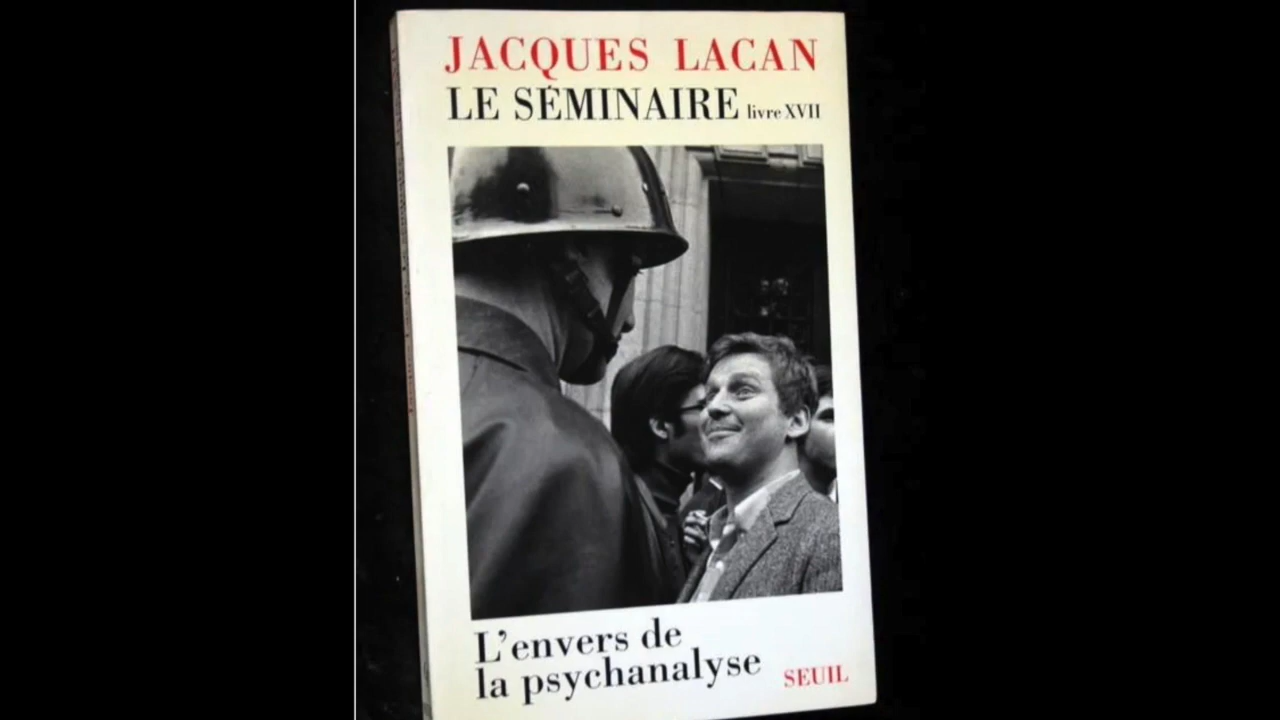 JACQUES LACAN
LE SÉMINAIRE livre XVII
L'envers de
la psychanalyse
SEUIL